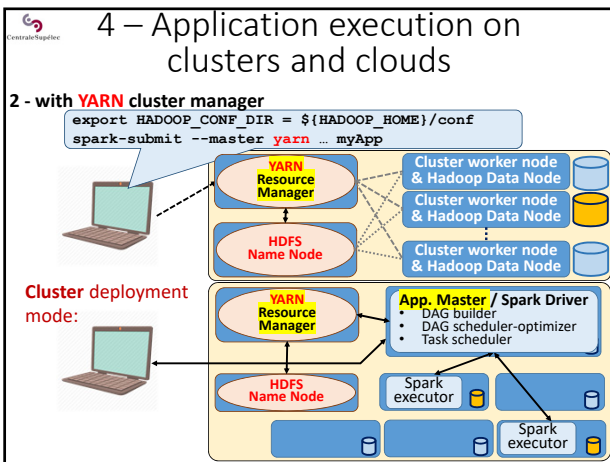 CentraleSupélec
4 – Application execution on
clusters and clouds
2 - with YARN cluster manager
export HADOOP_CONF_DIR = ${HADOOP_HOME}/conf
spark-submit --master yarn … myApp
YARN
Resource
Manager
HDFS
Name Node
Cluster worker node
& Hadoop Data Node
Cluster worker node
& Hadoop Data Node
Cluster worker node
& Hadoop Data Node
Cluster deployment
mode:
YARN
Resource
Manager
HDFS
Name Node
App. Master / Spark Driver
• DAG builder
• DAG scheduler-optimizer
• Task scheduler
Spark
executor
Spark
executor